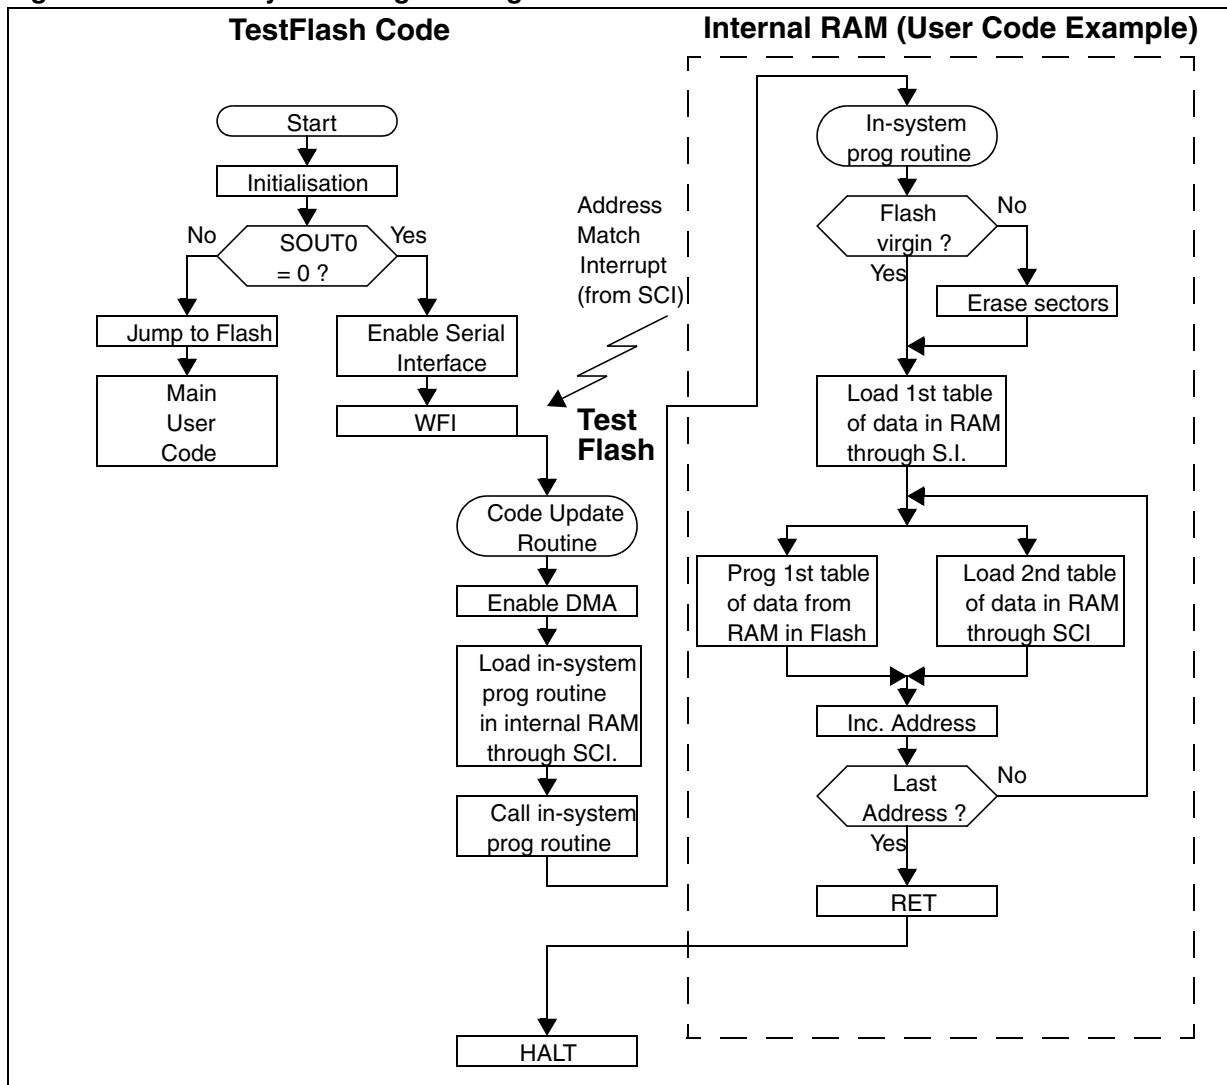 TestFlash Code
Internal RAM (User Code Example)
Start
Initialisation
No
SOUT0
= 0 ?
Yes
Jump to Flash
Main
User
Code
Enable Serial
Interface
WFI
Address
Match
Interrupt
(from SCI)
Test
Flash
Code Update
Routine
Enable DMA
Load in-system
prog routine
in internal RAM
through SCI.
Call in-system
prog routine
HALT
In-system
prog routine
Flash
virgin ?
No
Yes
Erase sectors
Load 1st table
of data in RAM
through S.I.
Prog 1st table
of data from
RAM in Flash
Load 2nd table
of data in RAM
through SCI
Inc. Address
Last
Address ?
No
Yes
RET